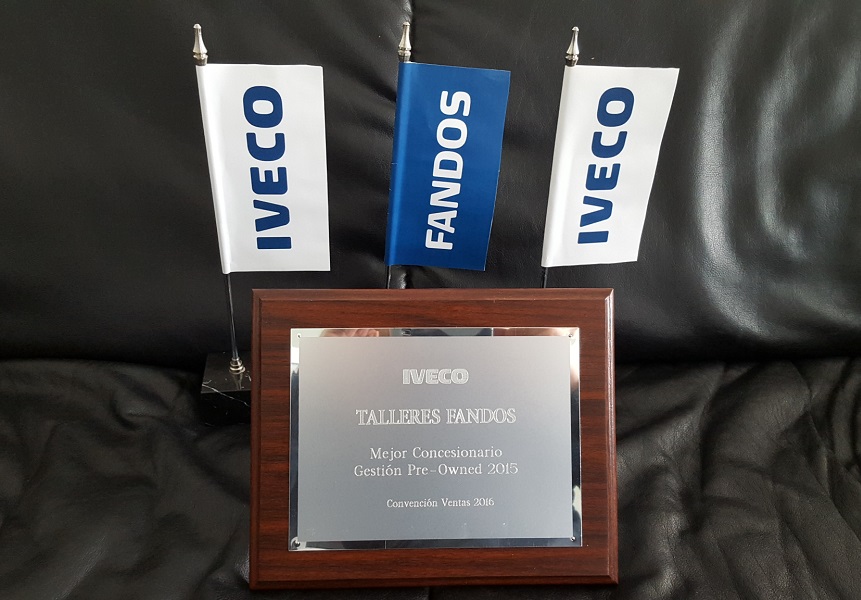 IVECO
FANDOS
IVECO
IVECO
TALLERES FANDOS
Mejor Concesionario
Gestión Pre-Owned 2015
Convención Ventas 2016